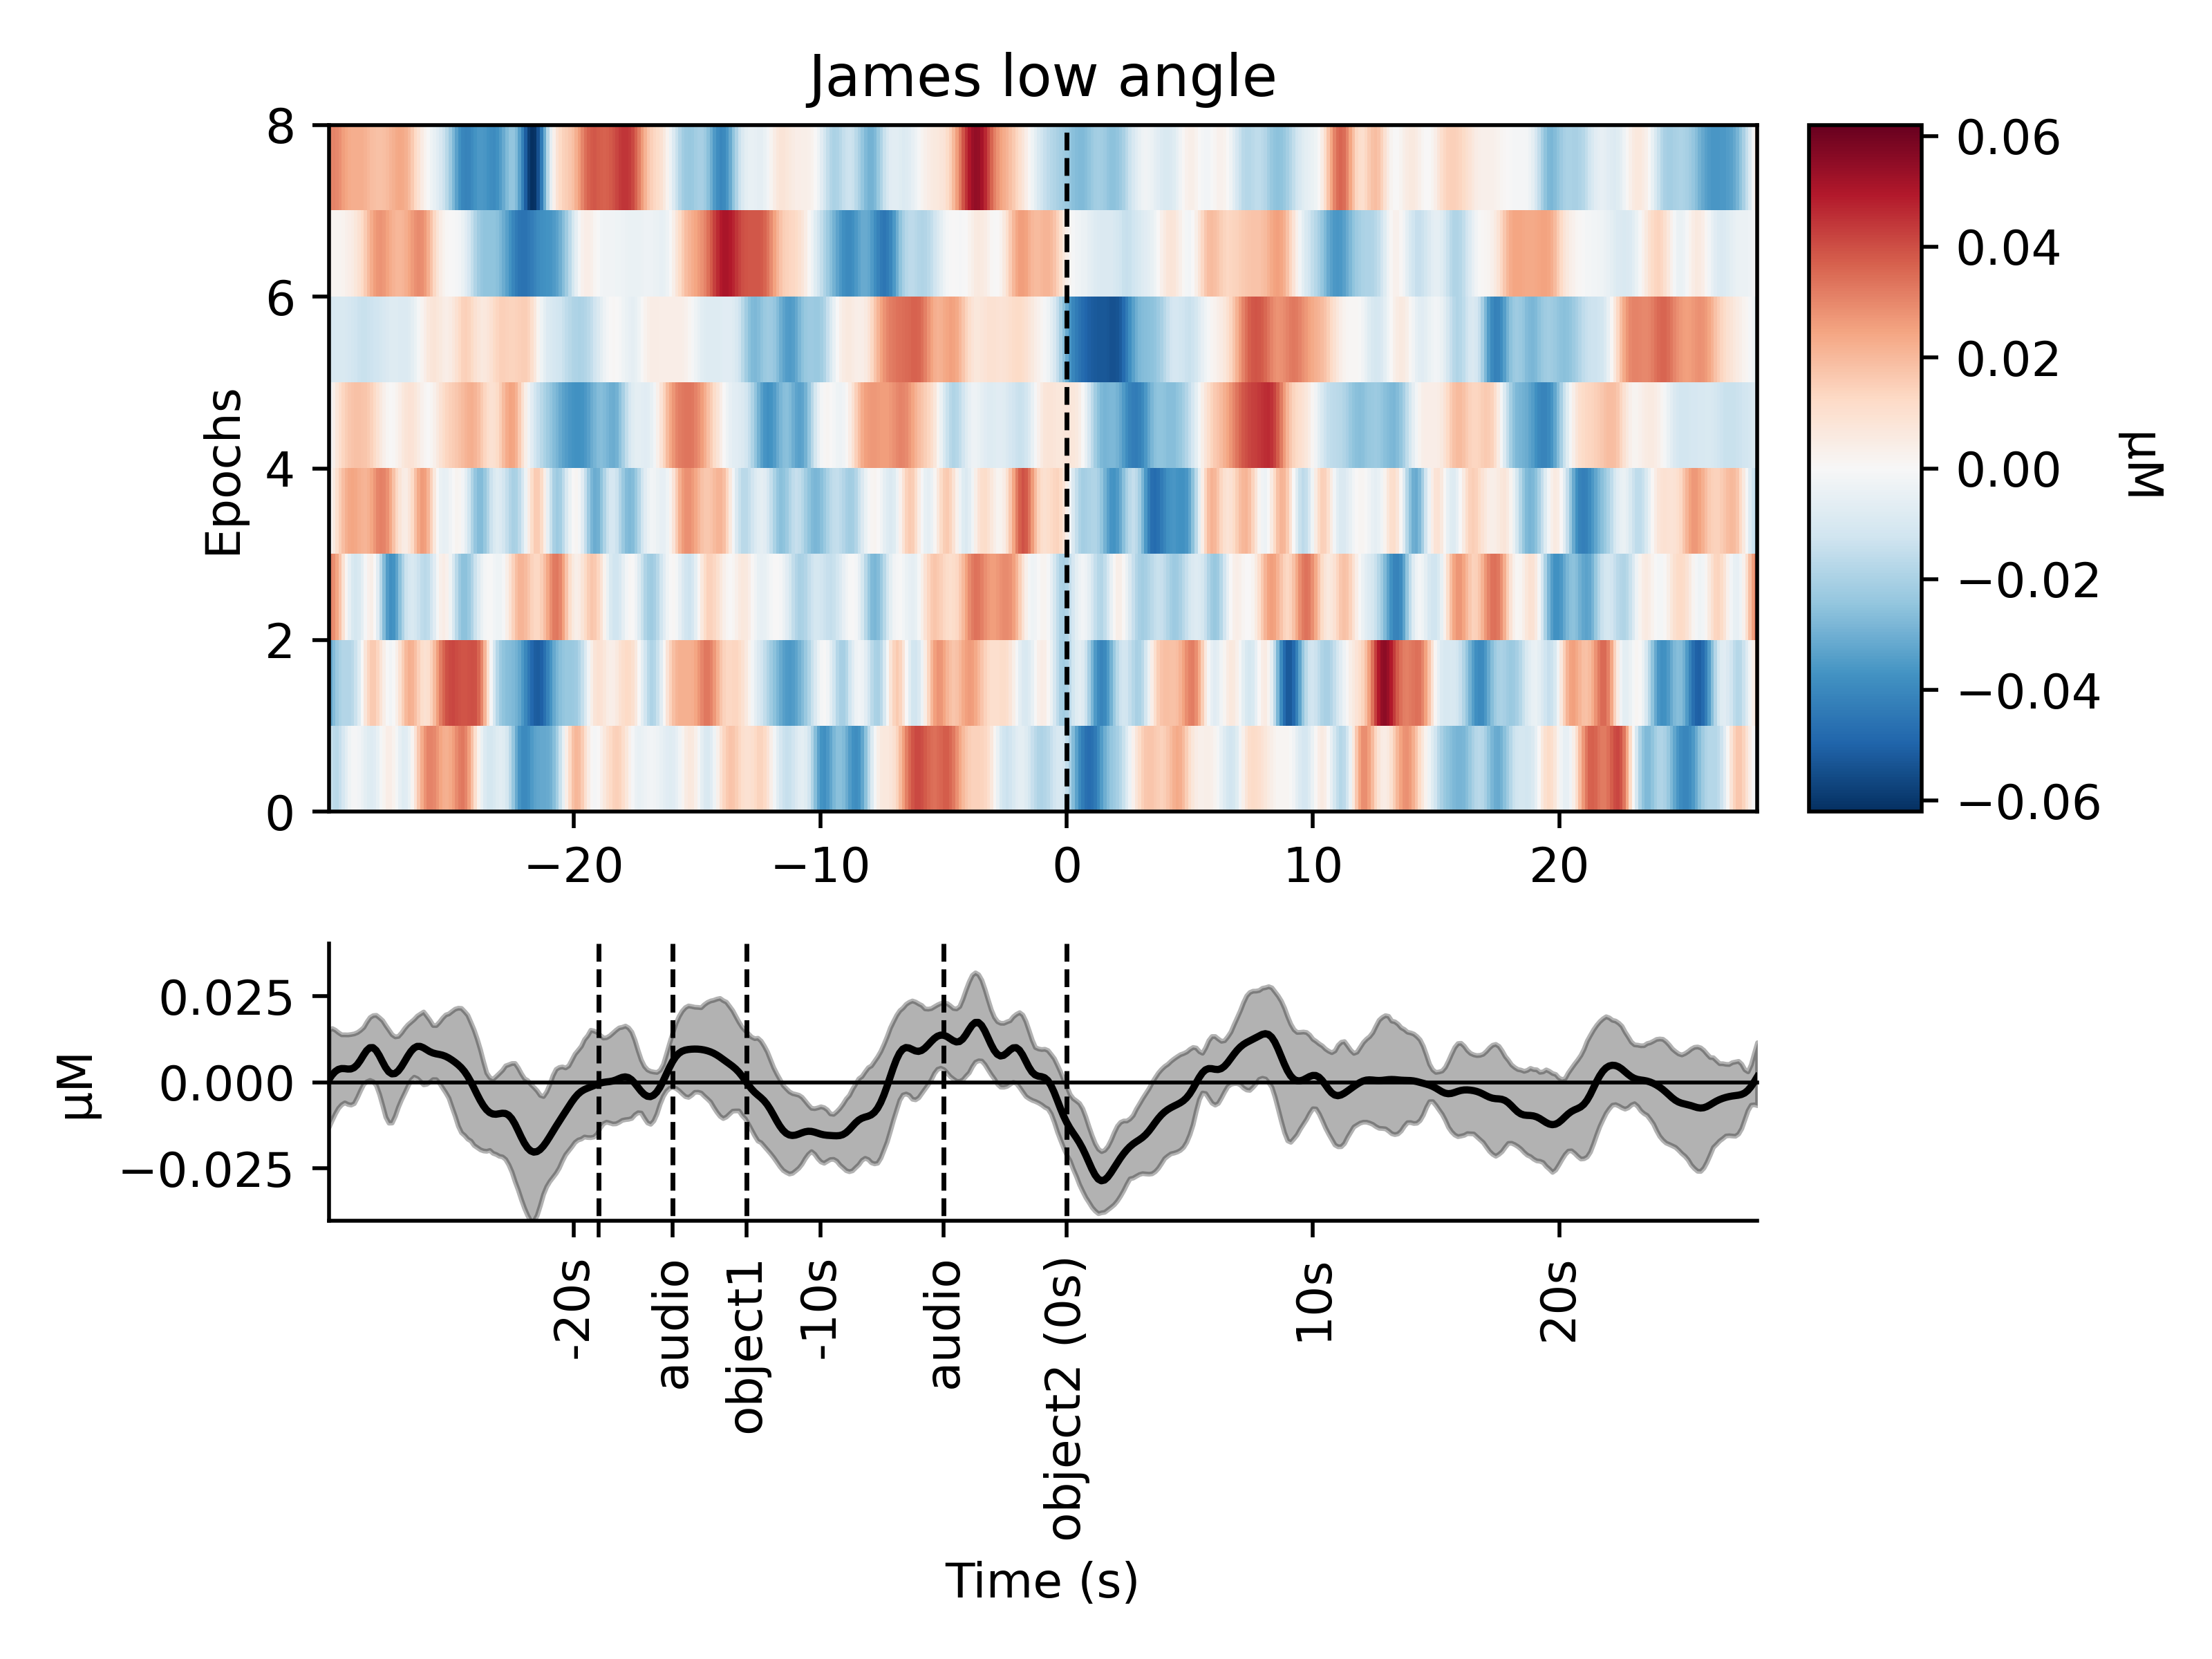 James low angle
8
6
4
2
0
Epochs
−20 −10 0 10 20
0.06
0.04
0.02
0.00
−0.02
−0.04
−0.06
µM
0.025
0.000
−0.025
µM
-20s audio object1 -10s audio object2 (0s) 10s 20s
Time (s)